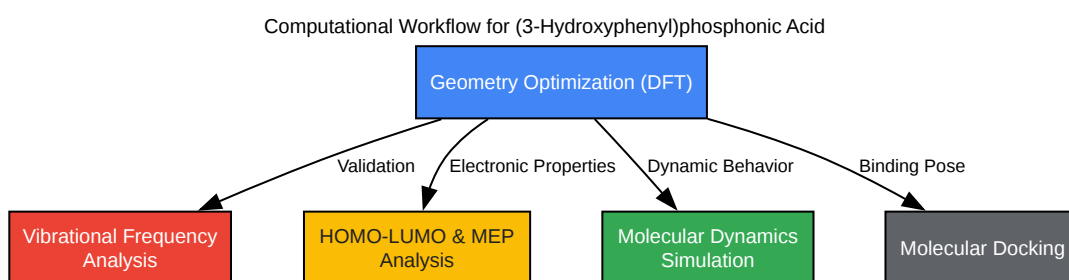 Computational Workflow for (3-Hydroxyphenyl)phosphonic Acid
Geometry Optimization (DFT)
Validation
Electronic Properties
Dynamic Behavior
Binding Pose
Vibrational Frequency
Analysis
HOMO-LUMO & MEP
Analysis
Molecular Dynamics
Simulation
Molecular Docking